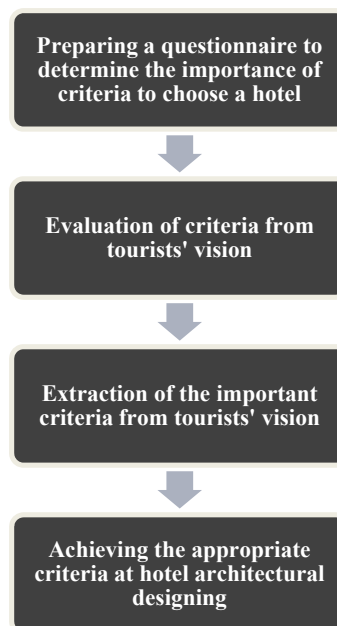 Preparing a questionnaire to
determine the importance of
criteria to choose a hotel
Evaluation of criteria from
tourists' vision
Extraction of the important
criteria from tourists' vision
Achieving the appropriate
criteria at hotel architectural
designing